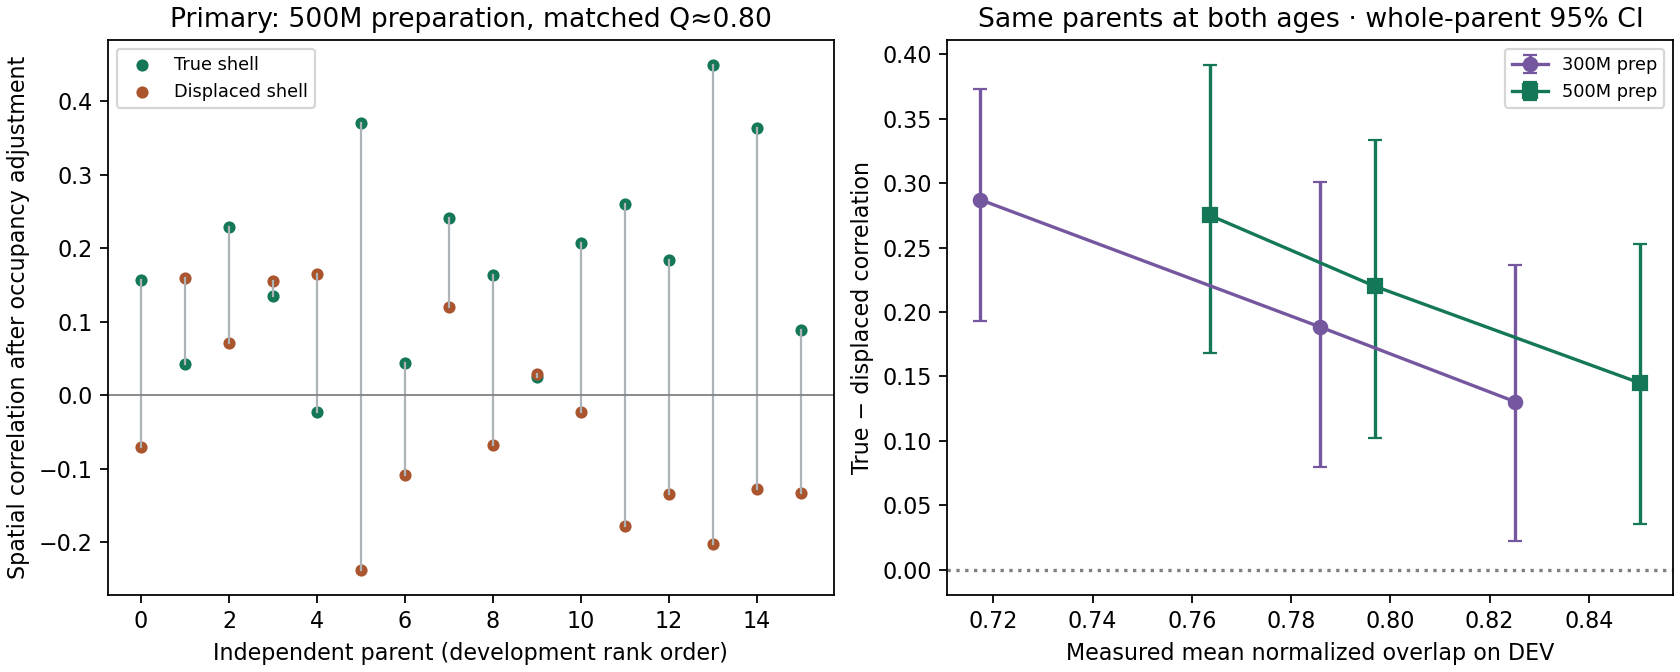 Primary: 500M preparation, matched Q≈0.80
Spatial correlation after occupancy adjustment
True shell
Displaced shell
0.4
0.3
0.2
0.1
0.0
−0.1
−0.2
0 2 4 6 8 10 12 14
Independent parent (development rank order)
Same parents at both ages · whole-parent 95% CI
True − displaced correlation
300M prep
500M prep
0.40
0.35
0.30
0.25
0.20
0.15
0.10
0.05
0.00
0.72 0.74 0.76 0.78 0.80 0.82 0.84
Measured mean normalized overlap on DEV